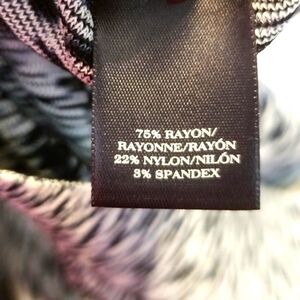 75% RAYON/
RAYONNE/RAYÓN
22% NYLON/NILÓN
3% SPANDEX